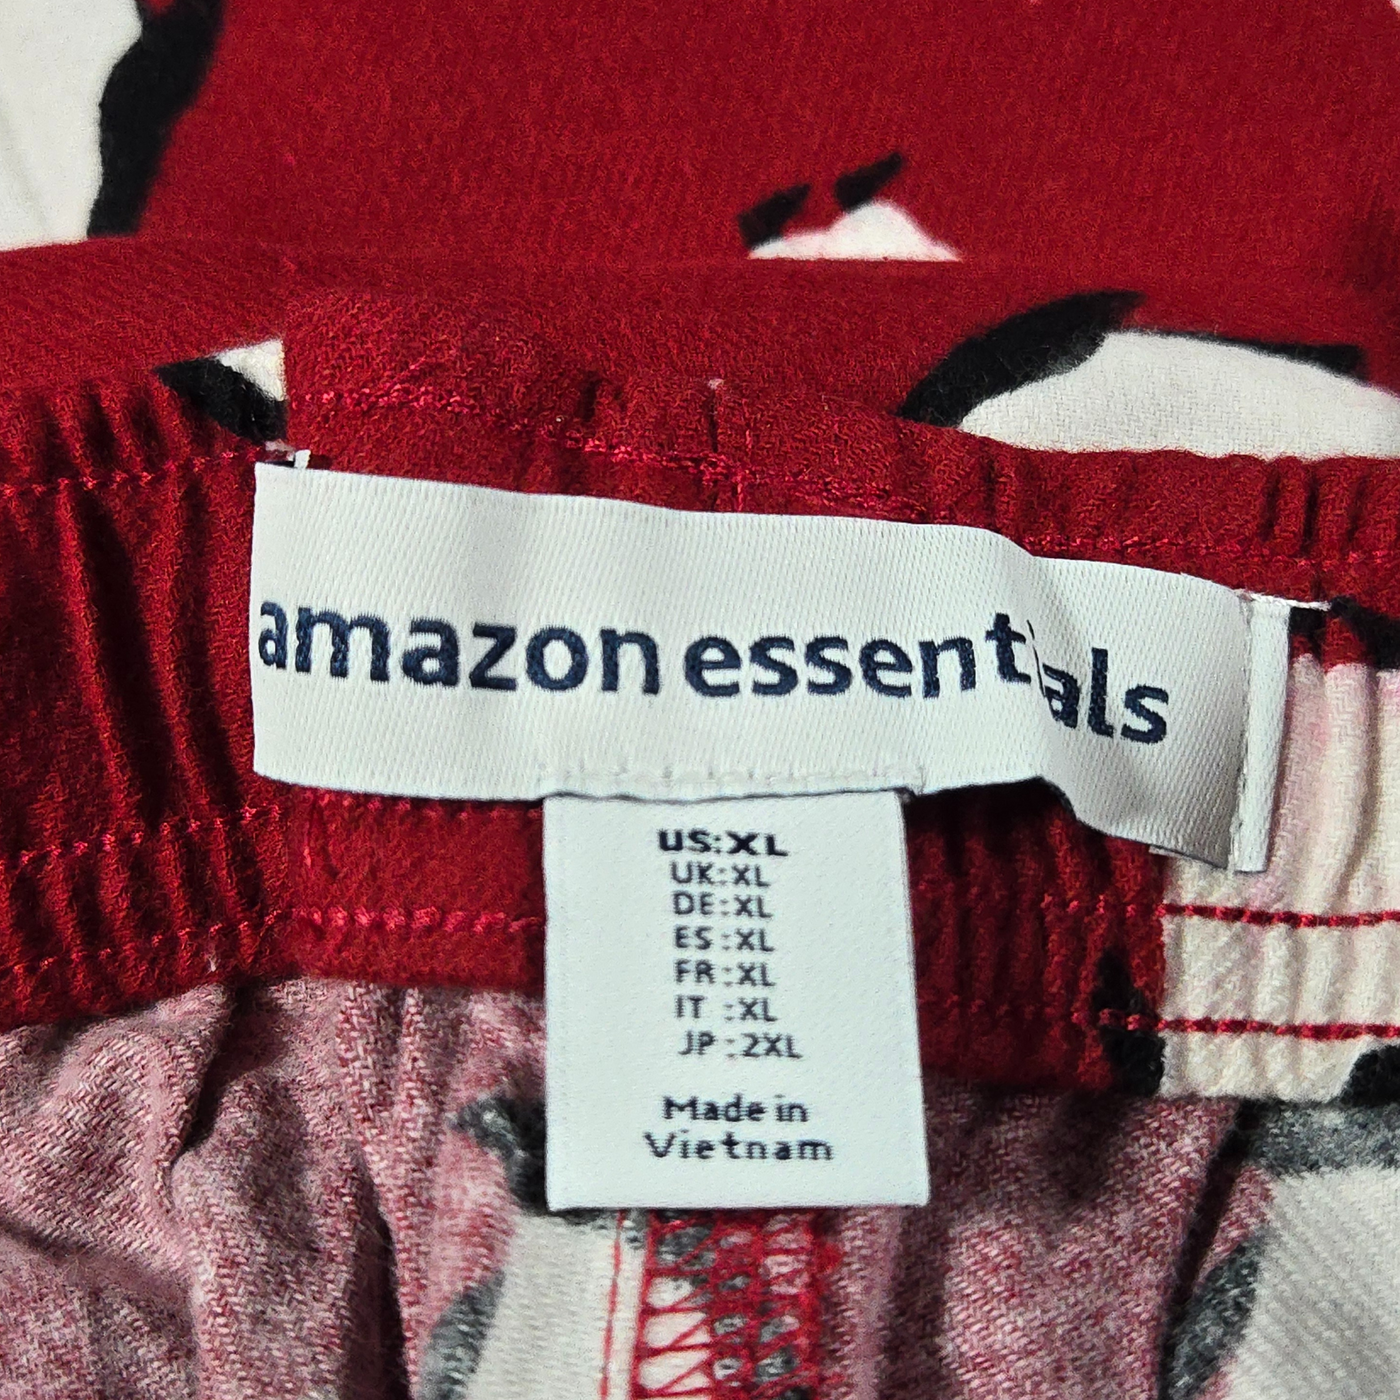 amazon essentials
US:XL
UK:XL
DE:XL
ES:XL
FR:XL
IT :XL
JP :2XL
Made in
Vietnam